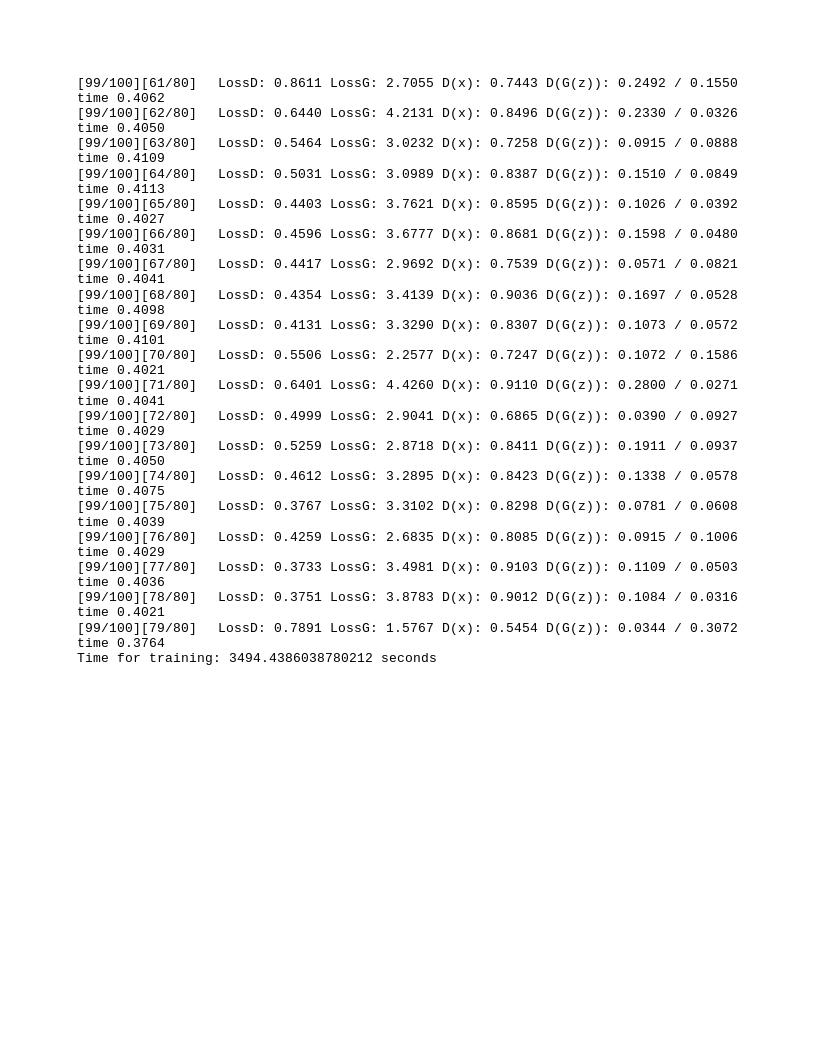 [99/100][61/80] LossD: 0.8611 LossG: 2.7055 D(x): 0.7443 D(G(z)): 0.2492 / 0.1550
time 0.4062
[99/100][62/80] LossD: 0.6440 LossG: 4.2131 D(x): 0.8496 D(G(z)): 0.2330 / 0.0326
time 0.4050
[99/100][63/80] LossD: 0.5464 LossG: 3.0232 D(x): 0.7258 D(G(z)): 0.0915 / 0.0888
time 0.4109
[99/100][64/80] LossD: 0.5031 LossG: 3.0989 D(x): 0.8387 D(G(z)): 0.1510 / 0.0849
time 0.4113
[99/100][65/80] LossD: 0.4403 LossG: 3.7621 D(x): 0.8595 D(G(z)): 0.1026 / 0.0392
time 0.4027
[99/100][66/80] LossD: 0.4596 LossG: 3.6777 D(x): 0.8681 D(G(z)): 0.1598 / 0.0480
time 0.4031
[99/100][67/80] LossD: 0.4417 LossG: 2.9692 D(x): 0.7539 D(G(z)): 0.0571 / 0.0821
time 0.4041
[99/100][68/80] LossD: 0.4354 LossG: 3.4139 D(x): 0.9036 D(G(z)): 0.1697 / 0.0528
time 0.4098
[99/100][69/80] LossD: 0.4131 LossG: 3.3290 D(x): 0.8307 D(G(z)): 0.1073 / 0.0572
time 0.4101
[99/100][70/80] LossD: 0.5506 LossG: 2.2577 D(x): 0.7247 D(G(z)): 0.1072 / 0.1586
time 0.4021
[99/100][71/80] LossD: 0.6401 LossG: 4.4260 D(x): 0.9110 D(G(z)): 0.2800 / 0.0271
time 0.4041
[99/100][72/80] LossD: 0.4999 LossG: 2.9041 D(x): 0.6865 D(G(z)): 0.0390 / 0.0927
time 0.4029
[99/100][73/80] LossD: 0.5259 LossG: 2.8718 D(x): 0.8411 D(G(z)): 0.1911 / 0.0937
time 0.4050
[99/100][74/80] LossD: 0.4612 LossG: 3.2895 D(x): 0.8423 D(G(z)): 0.1338 / 0.0578
time 0.4075
[99/100][75/80] LossD: 0.3767 LossG: 3.3102 D(x): 0.8298 D(G(z)): 0.0781 / 0.0608
time 0.4039
[99/100][76/80] LossD: 0.4259 LossG: 2.6835 D(x): 0.8085 D(G(z)): 0.0915 / 0.1006
time 0.4029
[99/100][77/80] LossD: 0.3733 LossG: 3.4981 D(x): 0.9103 D(G(z)): 0.1109 / 0.0503
time 0.4036
[99/100][78/80] LossD: 0.3751 LossG: 3.8783 D(x): 0.9012 D(G(z)): 0.1084 / 0.0316
time 0.4021
[99/100][79/80] LossD: 0.7891 LossG: 1.5767 D(x): 0.5454 D(G(z)): 0.0344 / 0.3072
time 0.3764
Time for training: 3494.4386038780212 seconds